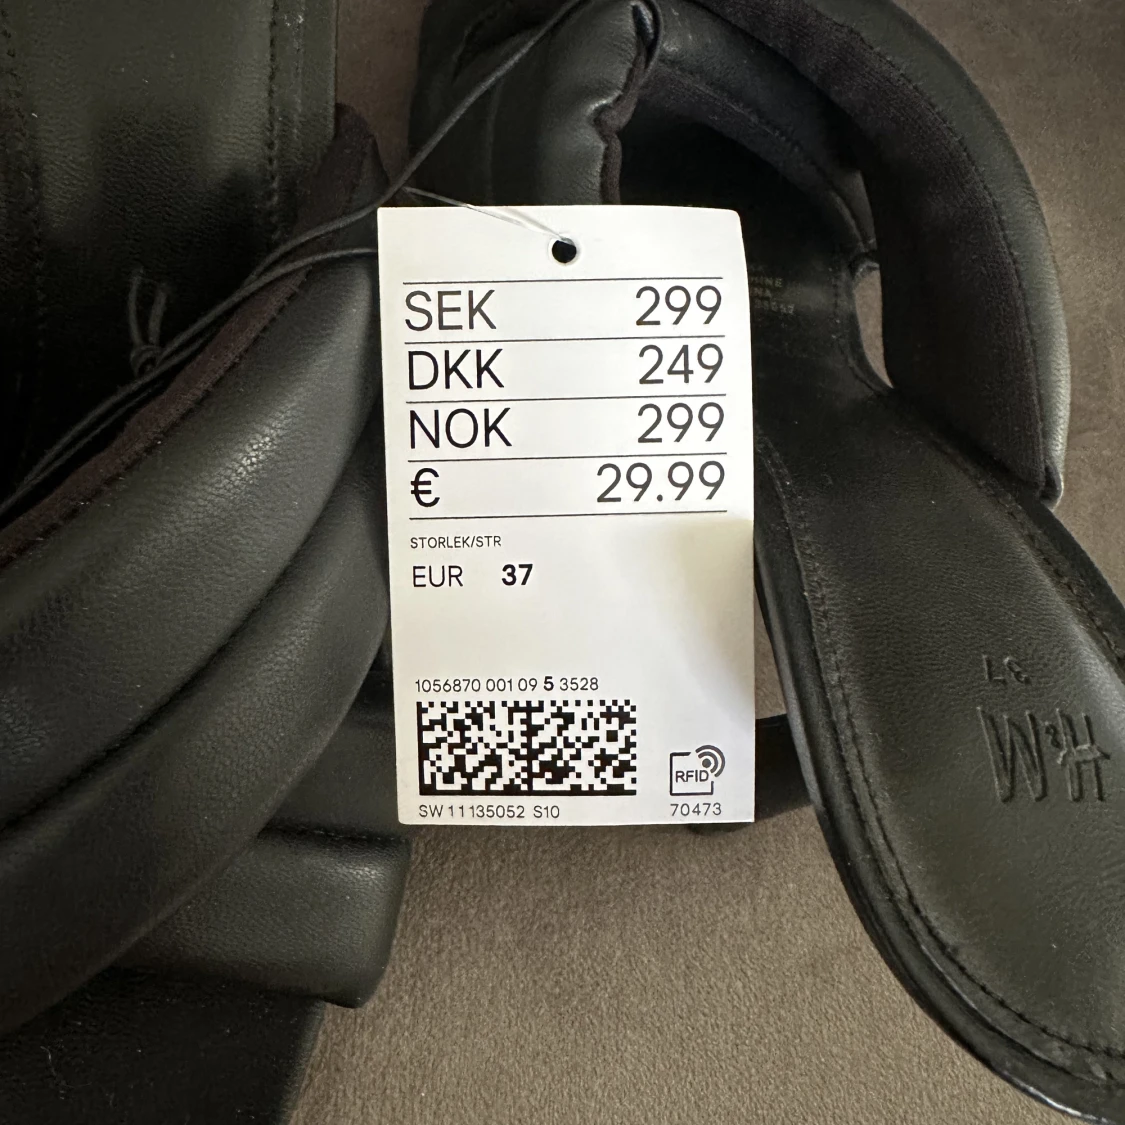 SEK 299
DKK 249
NOK 299
€ 29.99
STORLEK/STR
EUR 37
1056870 001 09 5 3528
RFID
SW 11135052 S10
70473
37
H&M